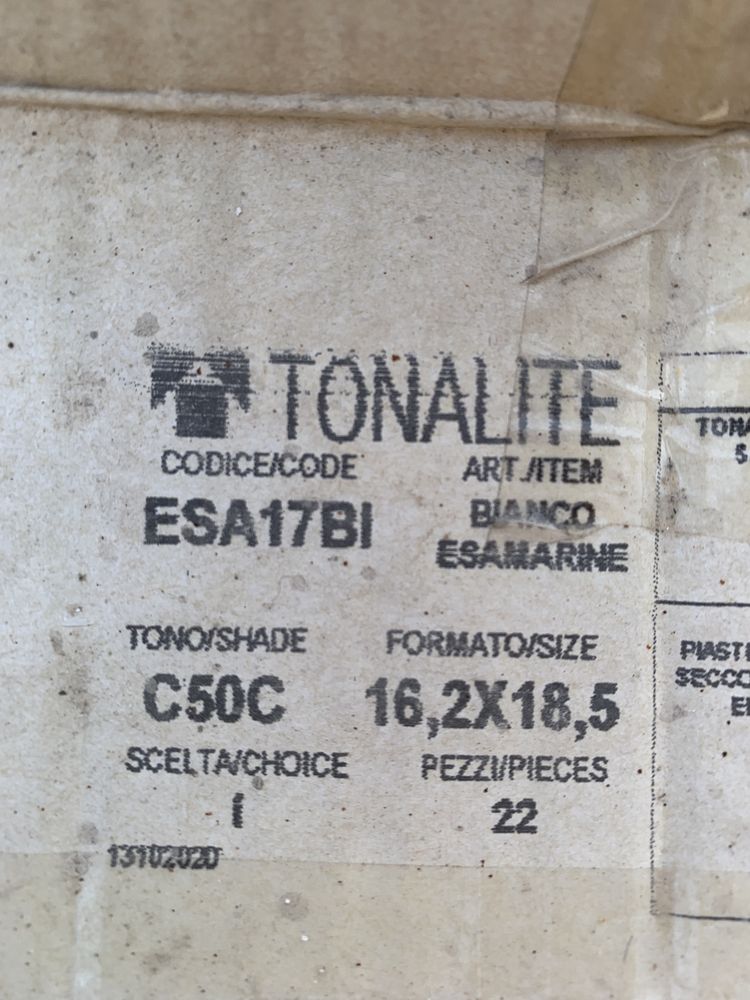 TONALITE
CODICE/CODE ART./ITEM
ESA17BI BIANCO
ESAMARINE
TONO/SHADE FORMATO/SIZE
C50C 16,2X18,5
SCELTA/CHOICE PEZZI/PIECES
I 22
13102020
TONA
S
PIASTE
SECCO
E